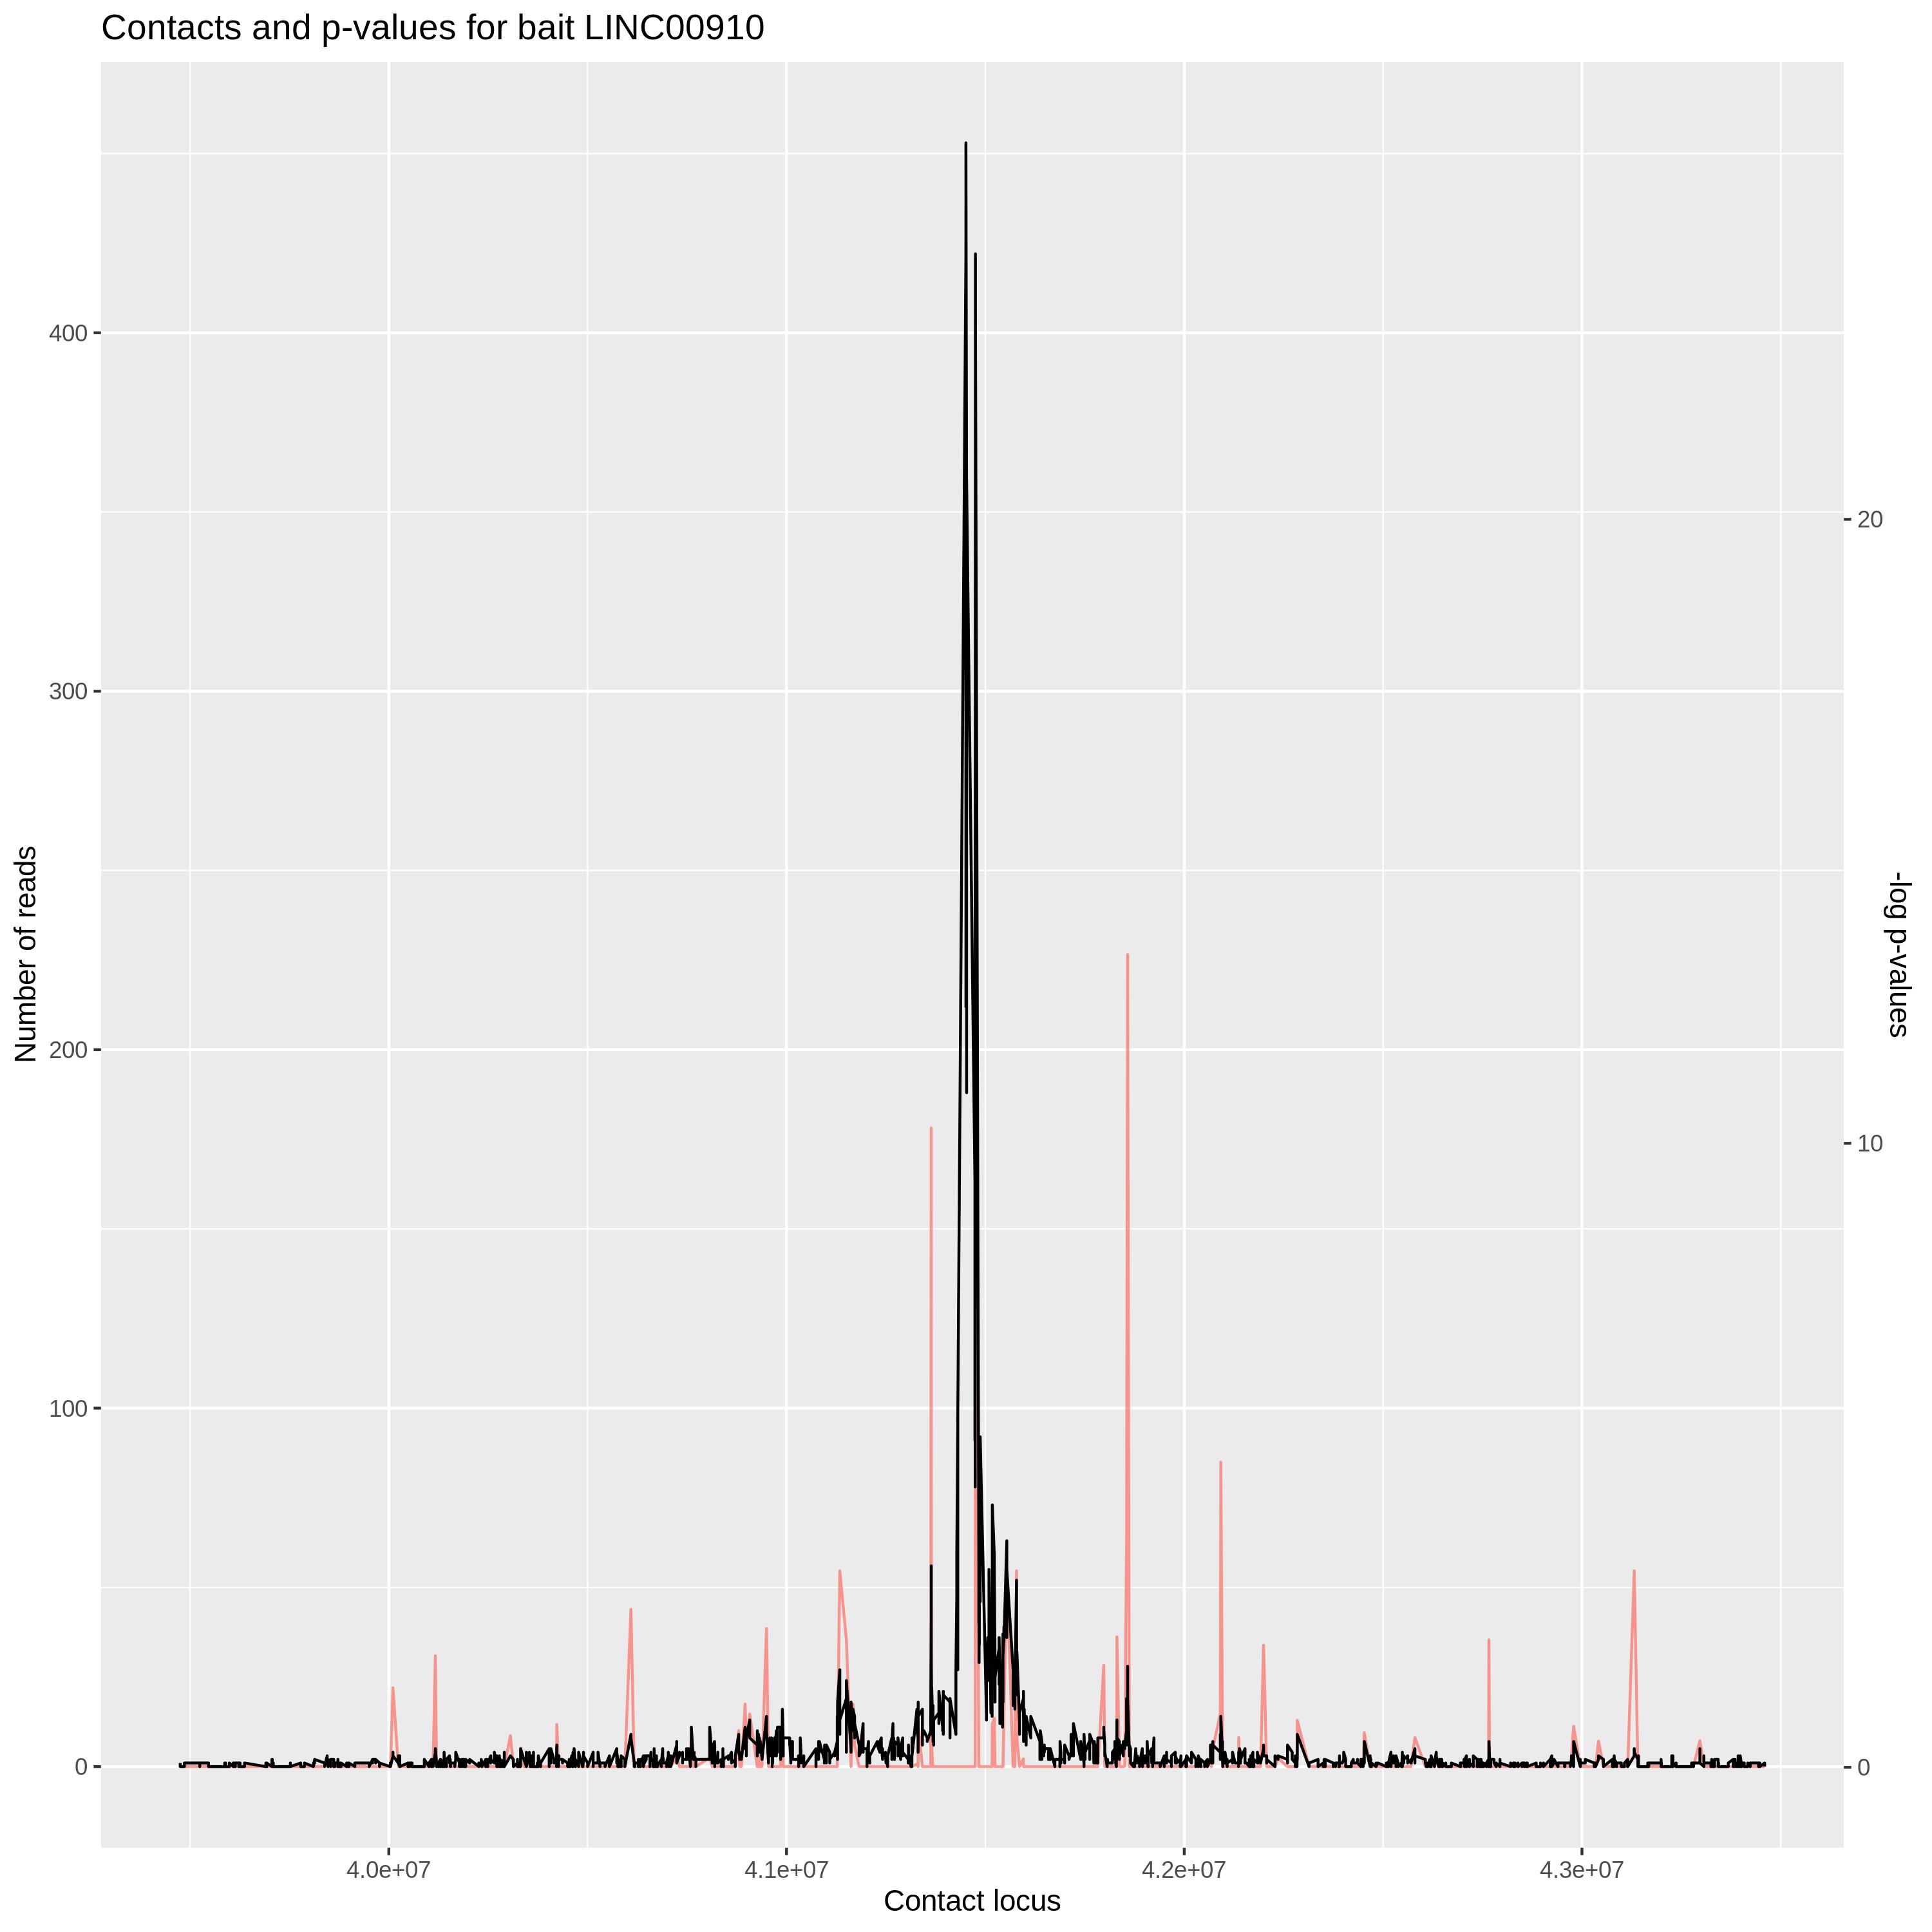 Contacts and p-values for bait LINC00910
400
300
200
100
0
Number of reads
20
10
0
-log p-values
4.0e+07
4.1e+07
4.2e+07
4.3e+07
Contact locus